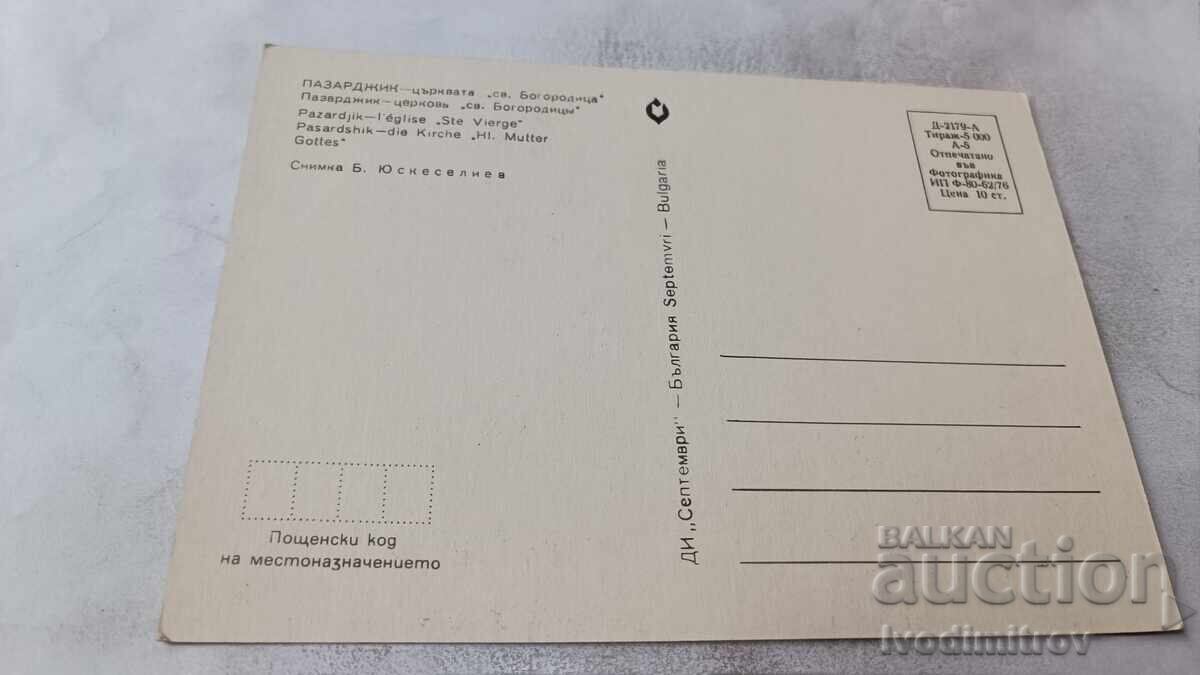 ПАЗАРДЖИК—църквата „св. Богородица"
Пазарджик—церковь „св. Богородицы"
Pazardjik—l'église „Ste Vierge"
Pasardshik—die Kirche „Hl. Mutter
Gottes"
Снимка Б. Юскеселиев
ДИ „Септември" — България Septemvri — Bulgaria
Д-2179-А
Тираж-5 000
А-5
Отпечатано
във
Фотографика
ИП Ф-80-62/76
Цена 10 ст.
Пощенски код
на местоназначението
BALKAN
auction
Ivodimitrov